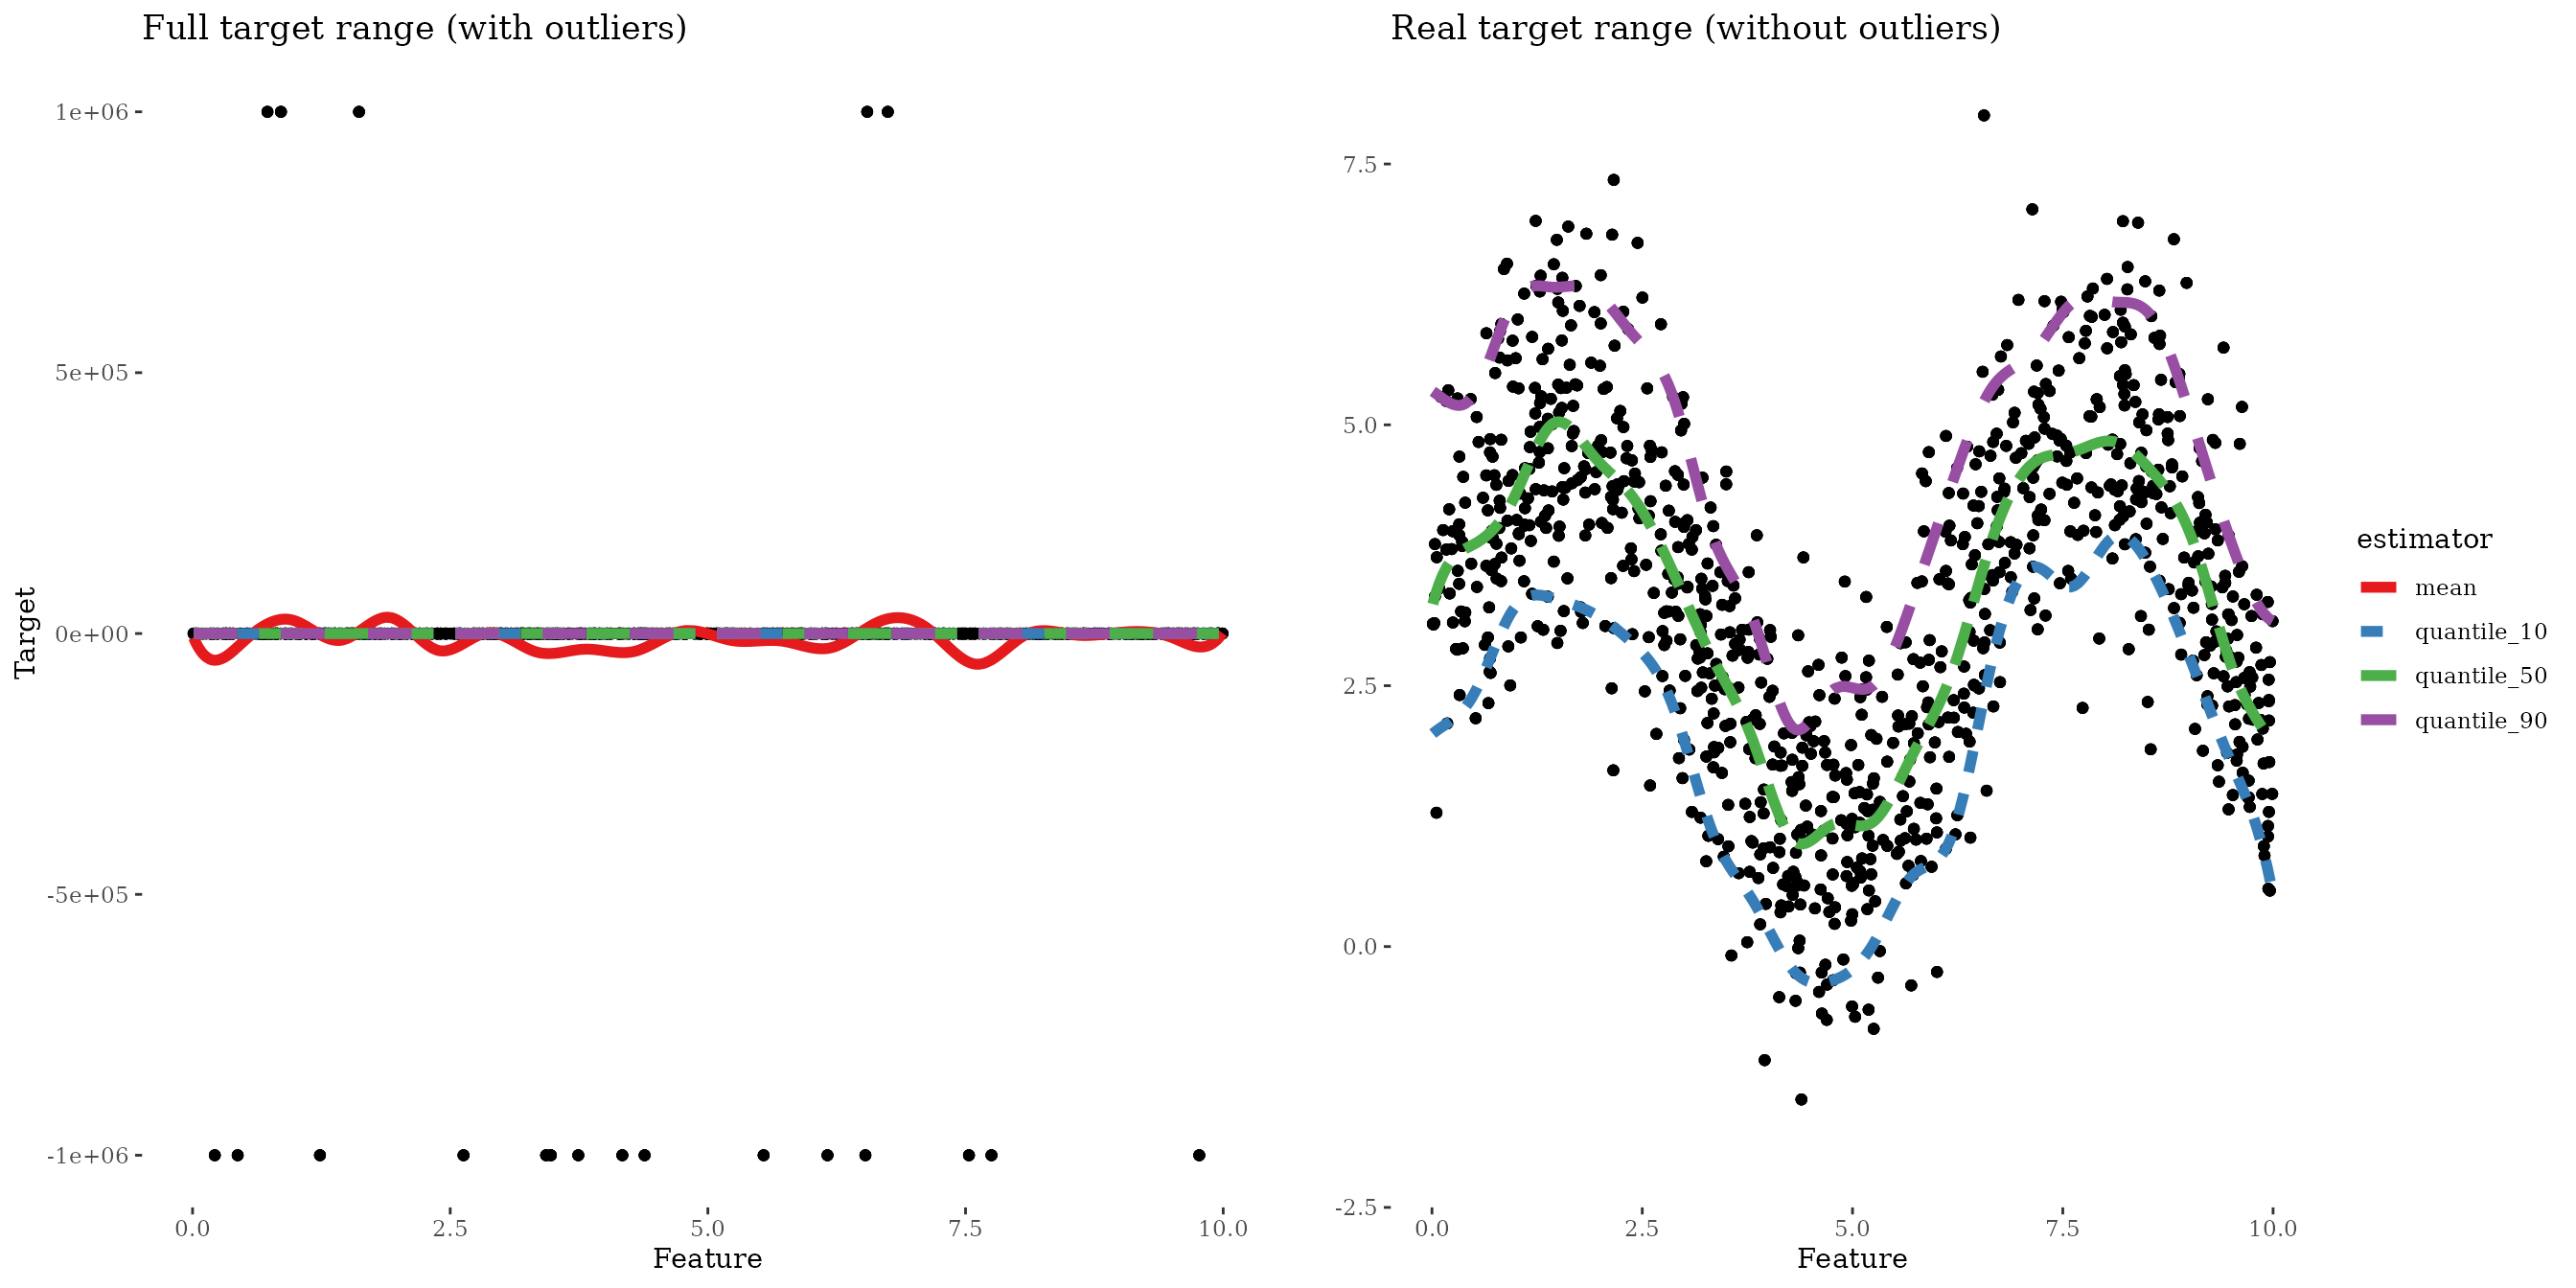 Full target range (with outliers)
1e+06
5e+05
0e+00
-5e+05
-1e+06
Target
0.0 2.5 5.0 7.5 10.0
Feature
Real target range (without outliers)
7.5
5.0
2.5
0.0
-2.5
0.0 2.5 5.0 7.5 10.0
Feature
estimator
mean
quantile_10
quantile_50
quantile_90